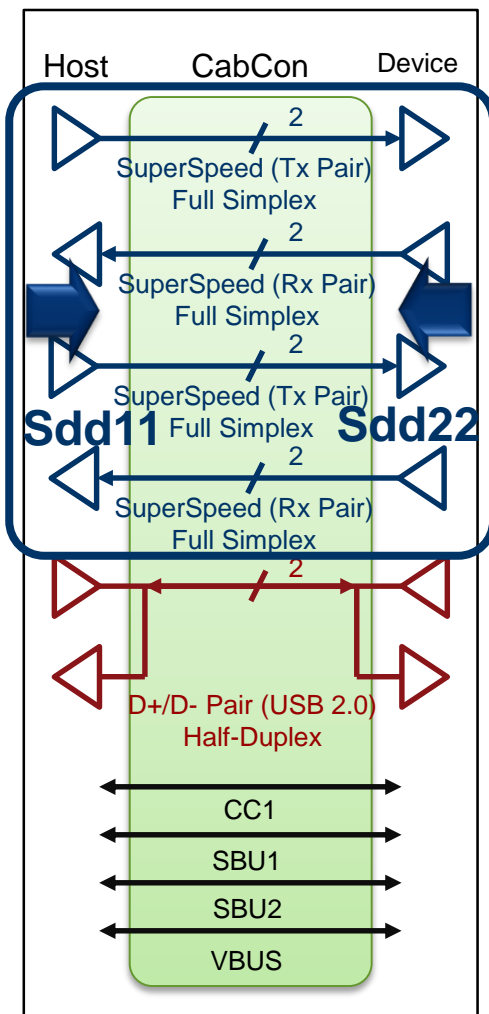 Host CabCon Device
2
SuperSpeed (Tx Pair)
Full Simplex
2
SuperSpeed (Rx Pair)
Full Simplex
2
SuperSpeed (Tx Pair)
Sdd11 Full Simplex Sdd22
2
SuperSpeed (Rx Pair)
Full Simplex
2
D+/D- Pair (USB 2.0)
Half-Duplex
CC1
SBU1
SBU2
VBUS